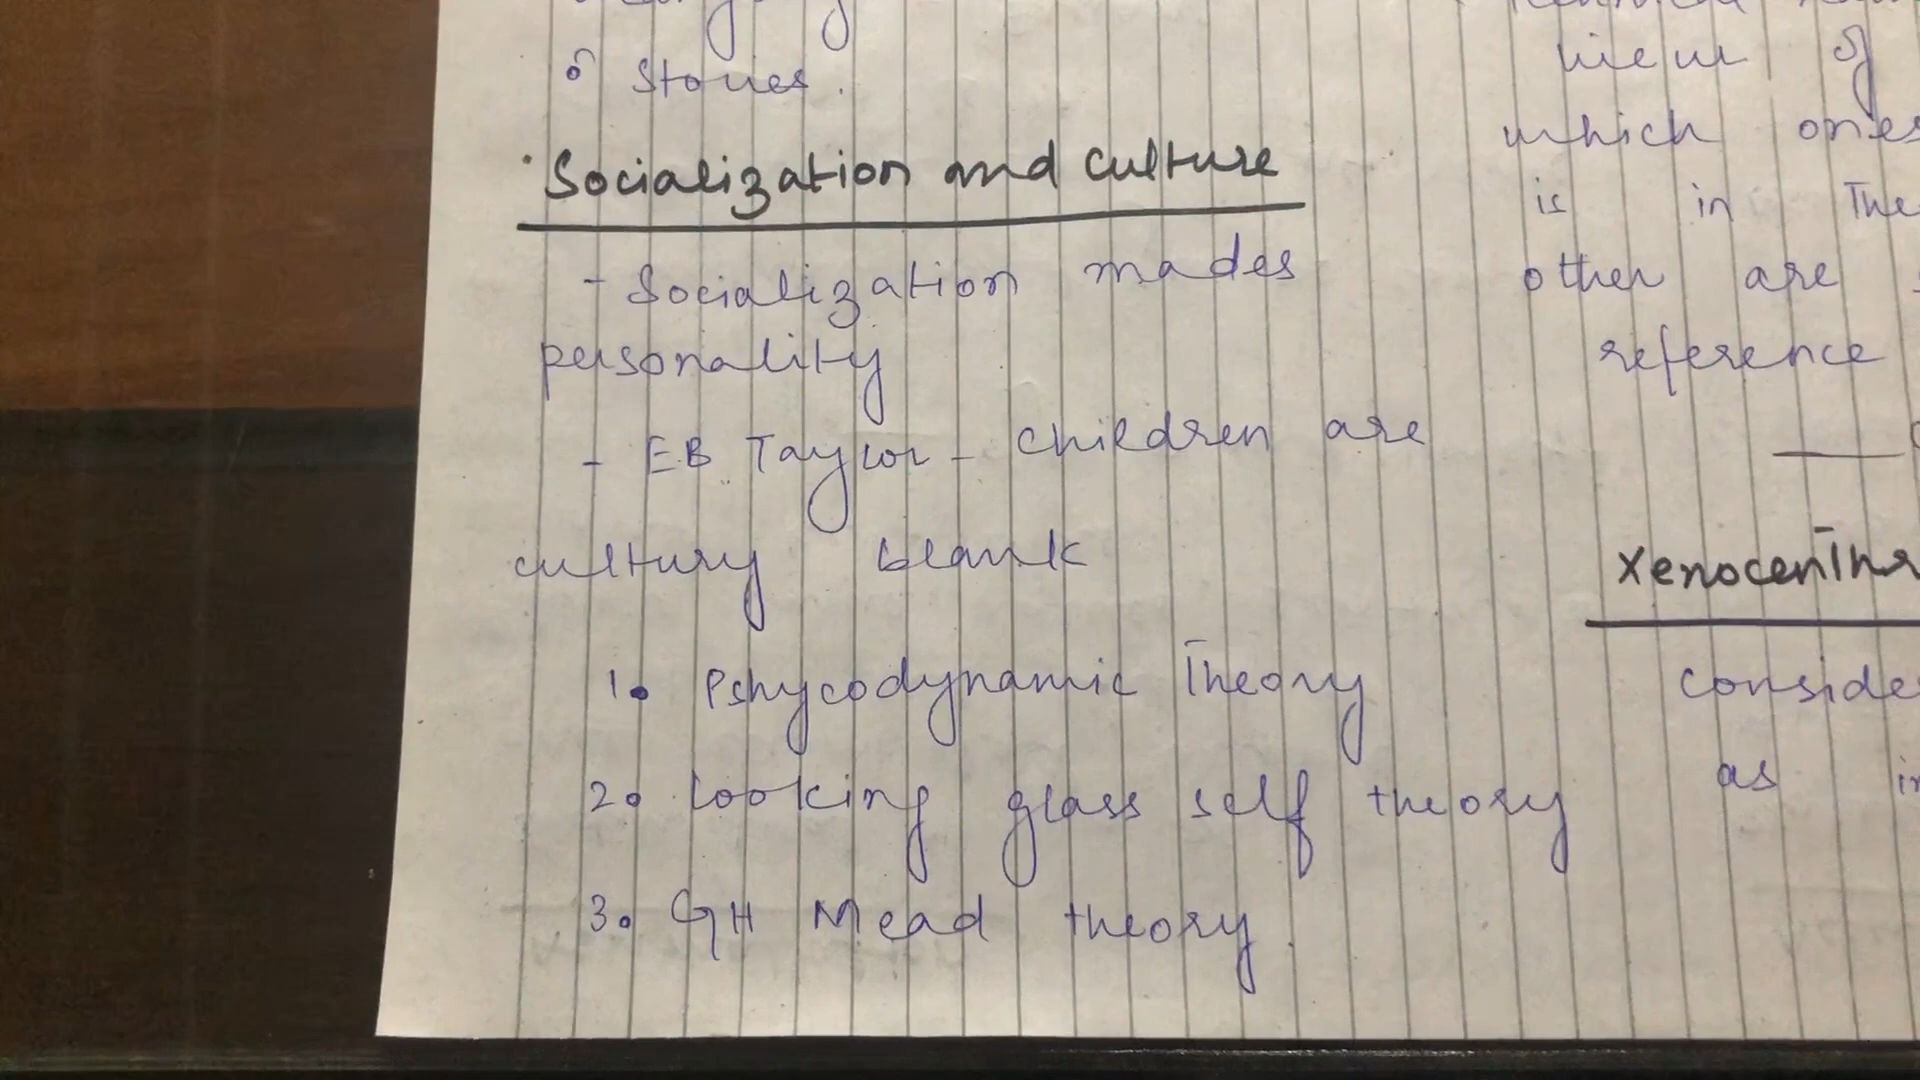 Stories.
Socialization and culture
- Socialization mades
personality
- EB Taylor - children are
cultury blank
1. Pshycodynamic Theory
2. Looking glass self theory
3. GH Mead theory.
view of
which ones
is in The
other are
reference
conside
as in